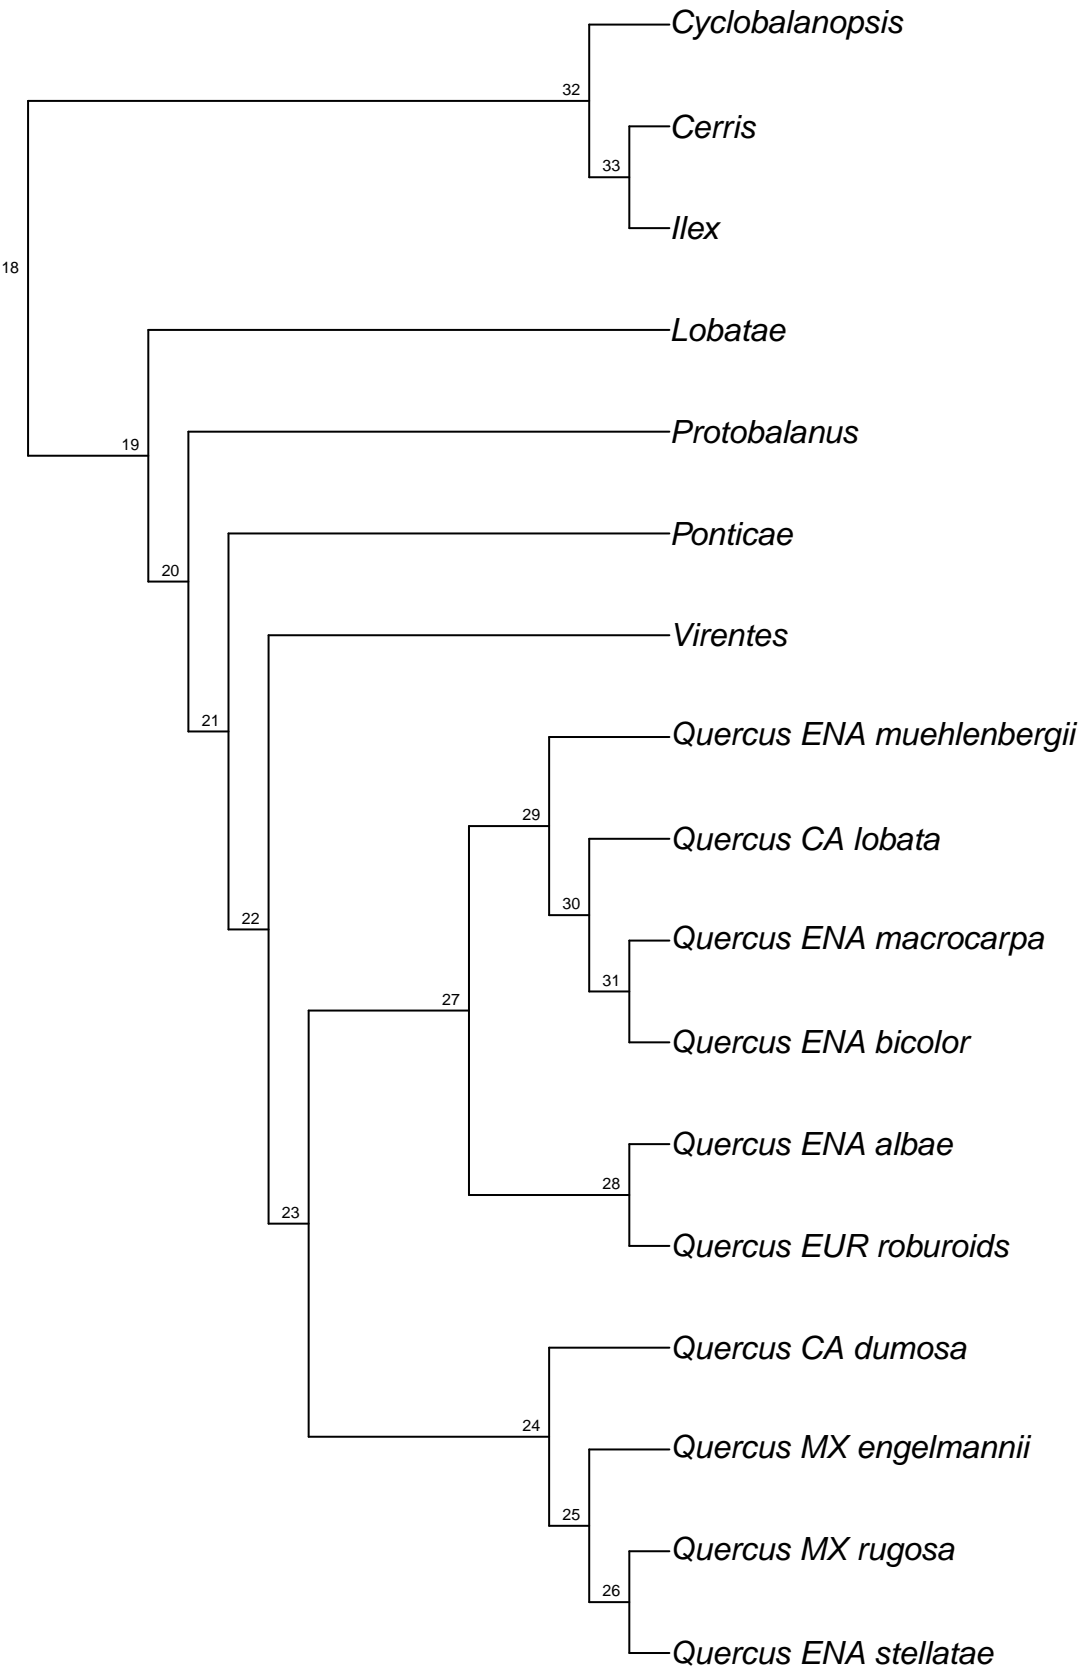 Cyclobalanopsis
32
Cerris
33
Ilex
18
Lobatae
Protobalanus
19
Ponticae
20
Virentes
21
Quercus ENA muehlenbergii
29
Quercus CA lobata
30
22
Quercus ENA macrocarpa
31
27
Quercus ENA bicolor
Quercus ENA albae
28
23
Quercus EUR roburoids
Quercus CA dumosa
24
Quercus MX engelmannii
25
Quercus MX rugosa
26
Quercus ENA stellatae